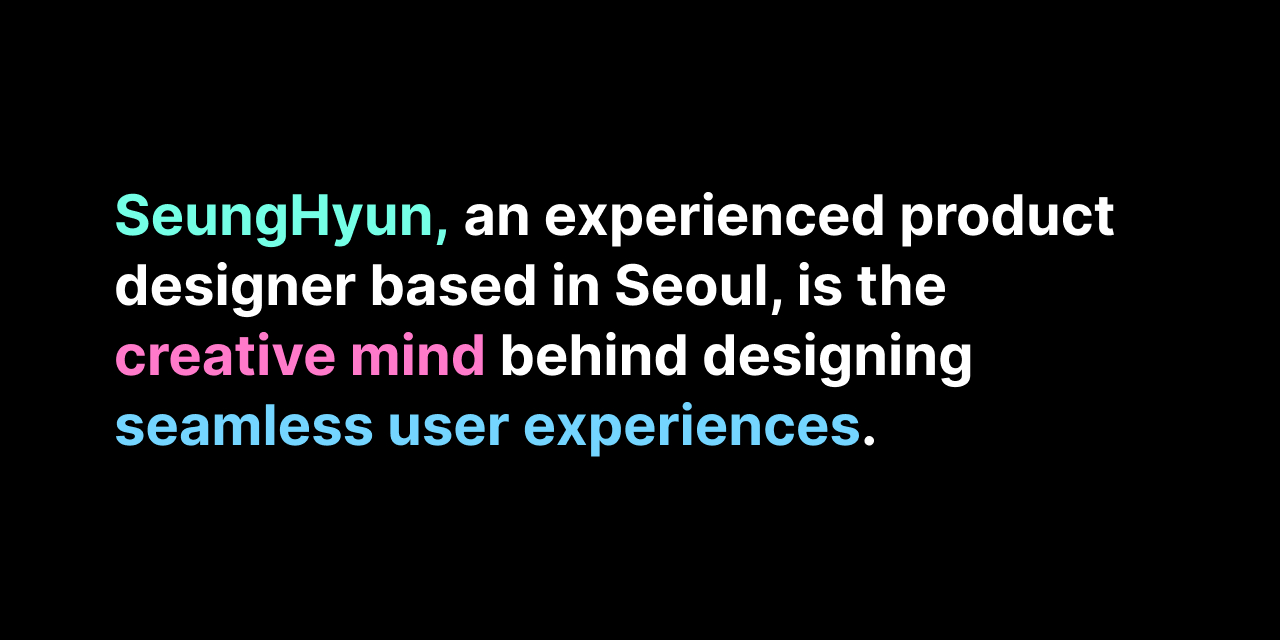 SeungHyun, an experienced product
designer based in Seoul, is the
creative mind behind designing
seamless user experiences.